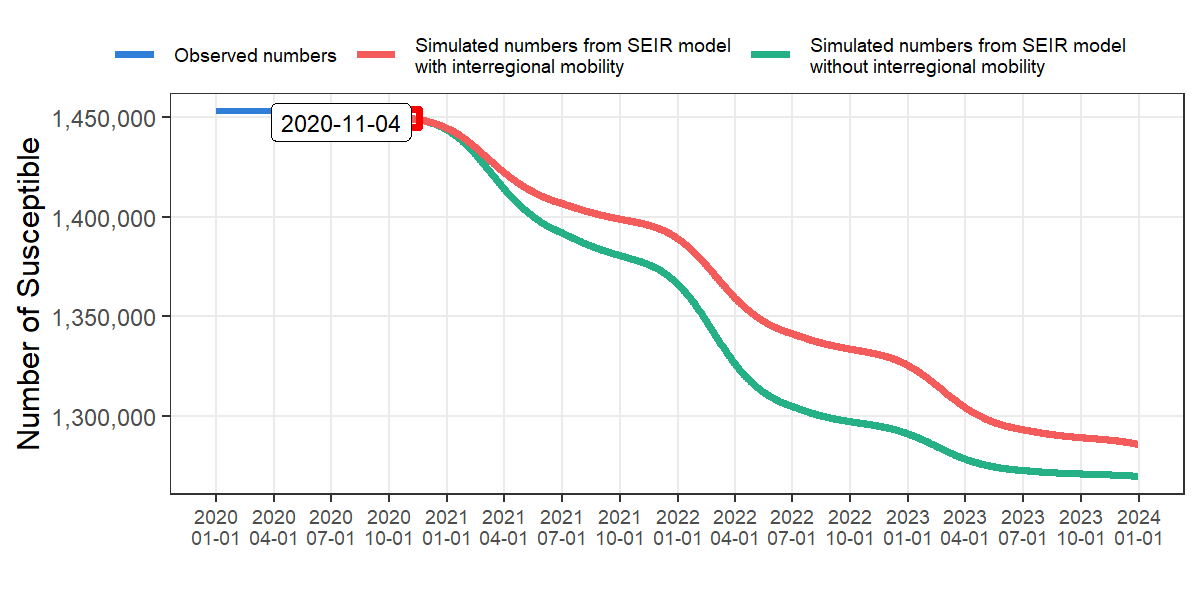 Observed numbers
Simulated numbers from SEIR model
with interregional mobility
Simulated numbers from SEIR model
without interregional mobility
Number of Susceptible
1,450,000
1,400,000
1,350,000
1,300,000
2020-11-04
2020 2020 2020 2020 2021 2021 2021 2021 2022 2022 2022 2022 2023 2023 2023 2023 2024
01-01 04-01 07-01 10-01 01-01 04-01 07-01 10-01 01-01 04-01 07-01 10-01 01-01 04-01 07-01 10-01 01-01